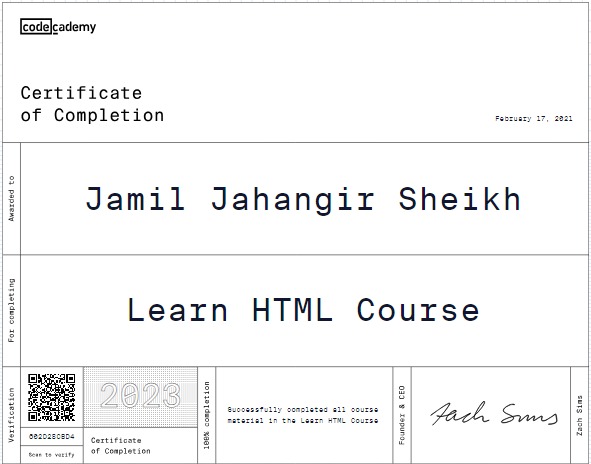 codecademy
Certificate
of Completion
February 17, 2021
Awarded to
Jamil Jahangir Sheikh
For completing
Learn HTML Course
Verification
602D2SCBD4
Scan to verify
2023
Certificate
of Completion
100% completion
Successfully completed all course
material in the Learn HTML Course
Founder & CEO
Zach Sims
Zach Sims